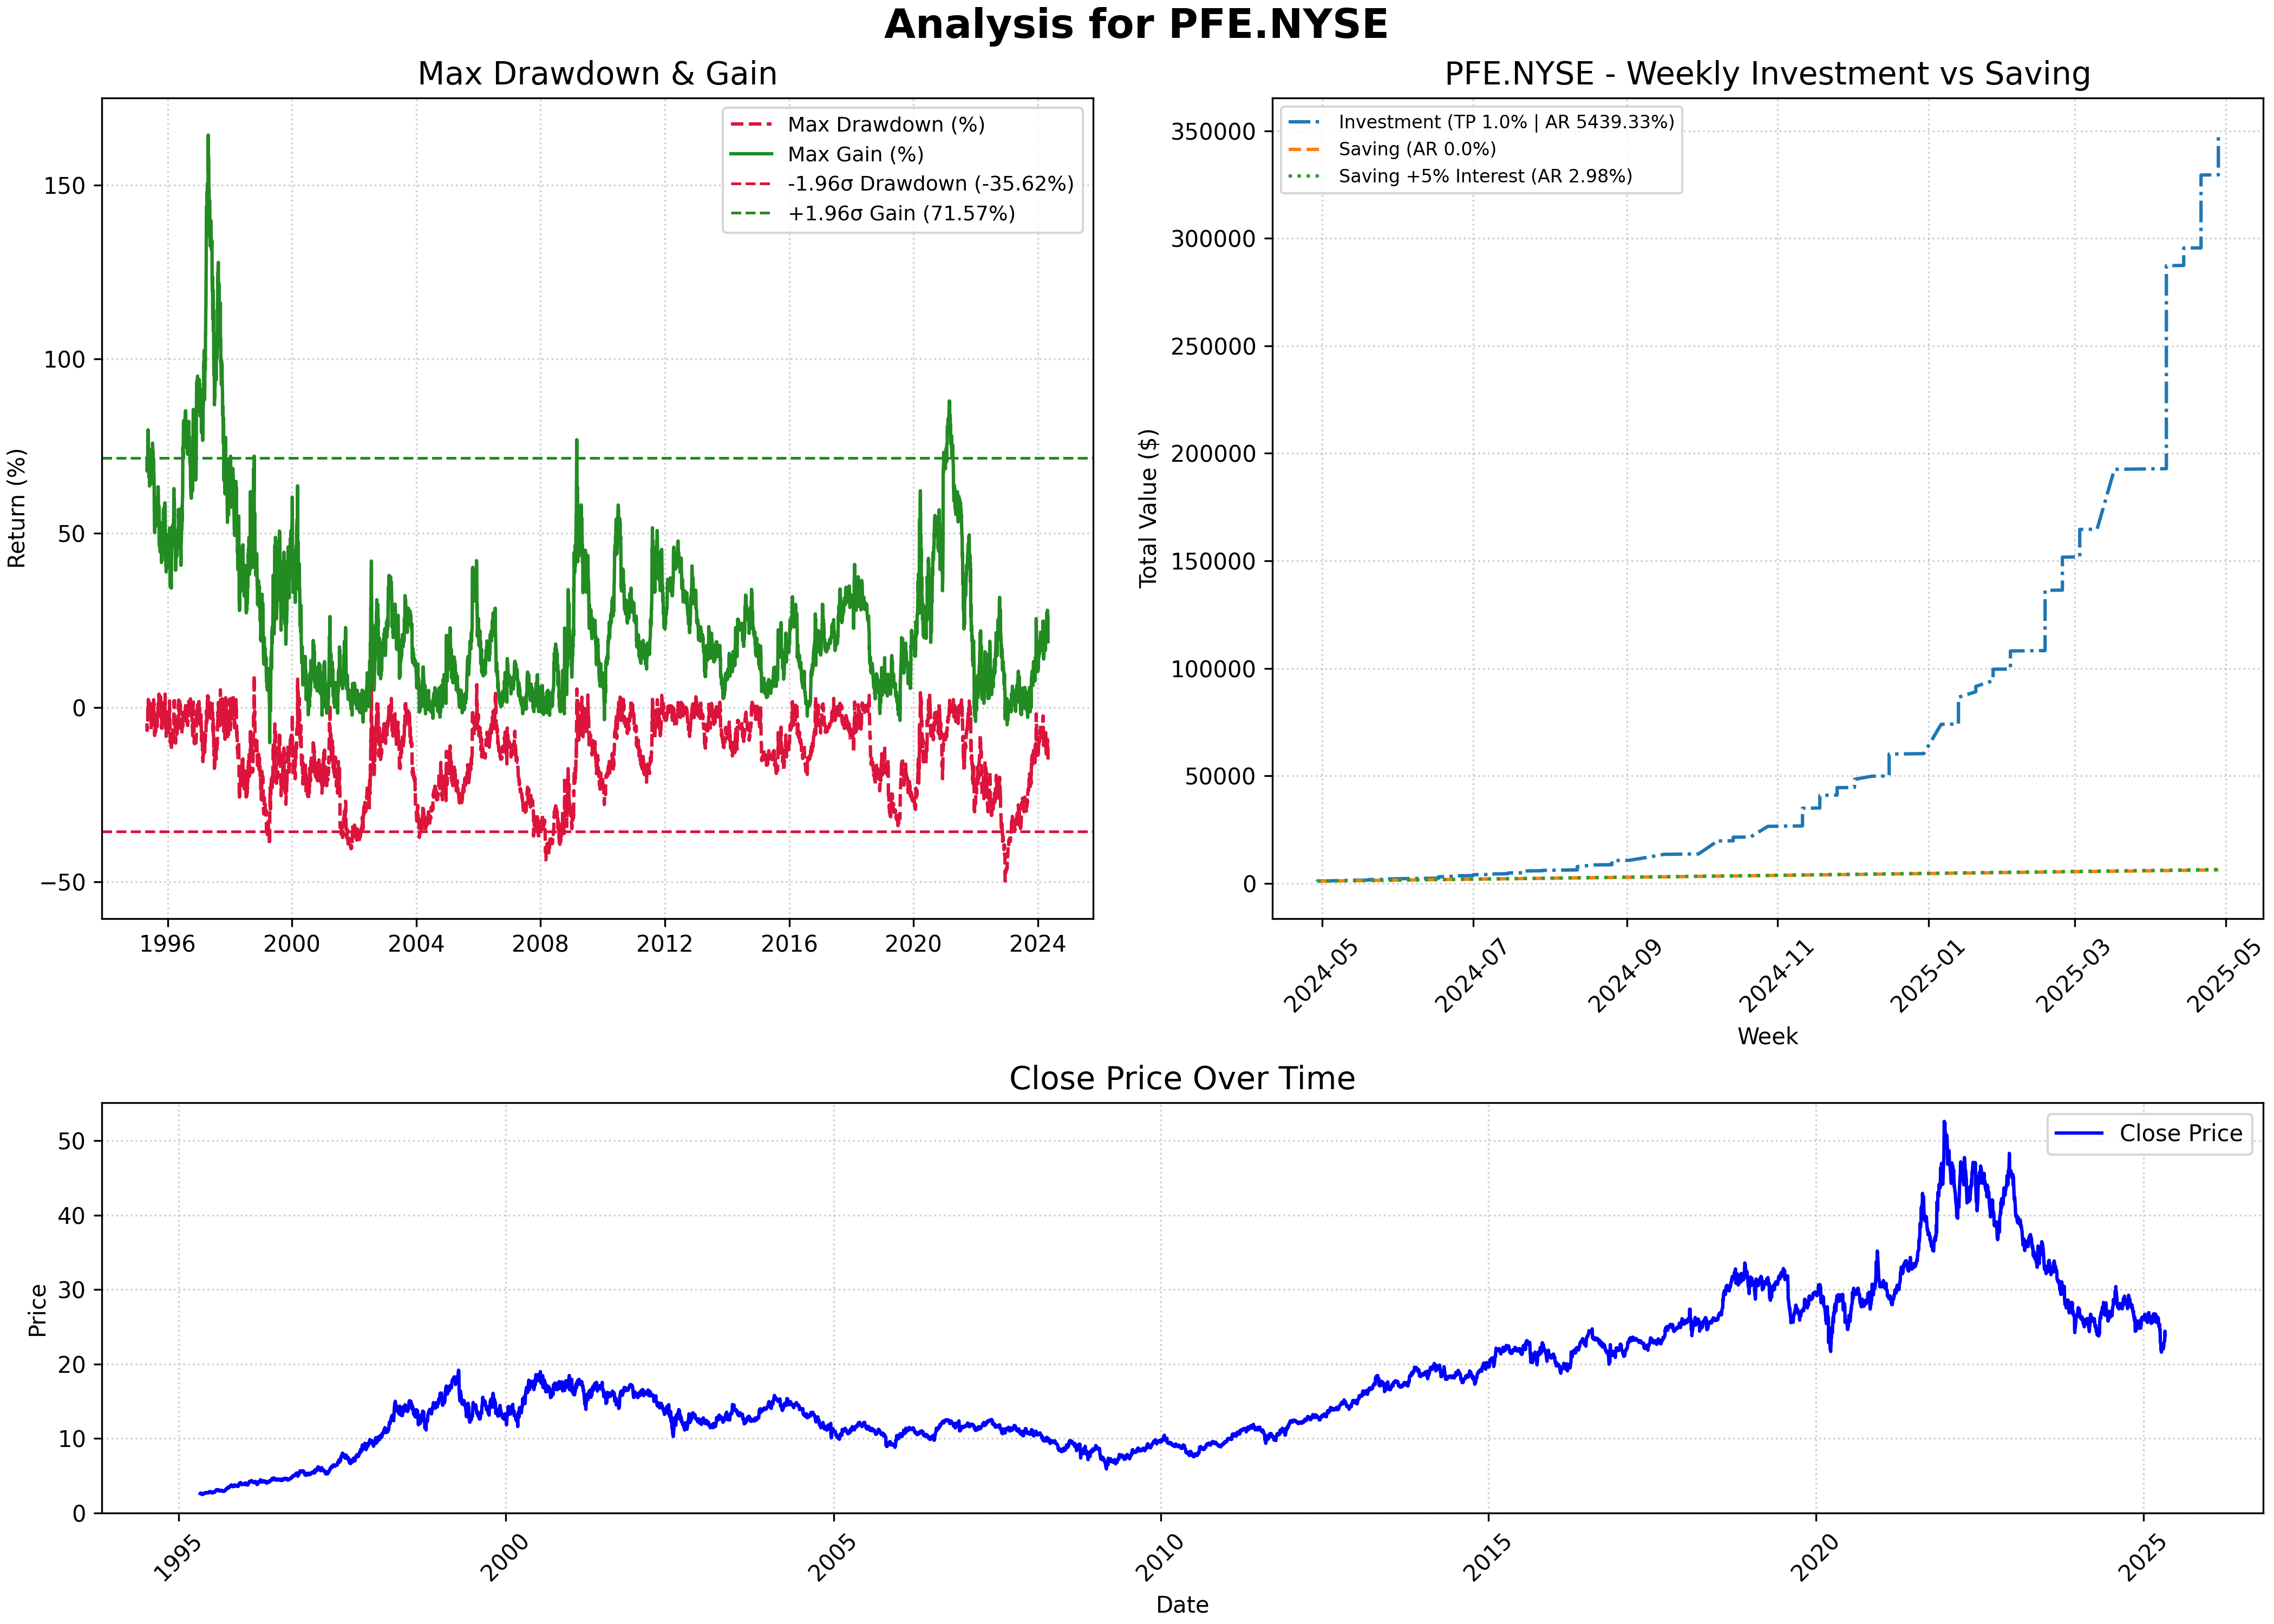 Analysis for PFE.NYSE
Max Drawdown & Gain
Return (%)
150
100
50
0
−50
1996 2000 2004 2008 2012 2016 2020 2024
Max Drawdown (%)
Max Gain (%)
-1.96σ Drawdown (-35.62%)
+1.96σ Gain (71.57%)
PFE.NYSE - Weekly Investment vs Saving
Total Value ($)
350000
300000
250000
200000
150000
100000
50000
0
2024-05 2024-07 2024-09 2024-11 2025-01 2025-03 2025-05
Week
Investment (TP 1.0% | AR 5439.33%)
Saving (AR 0.0%)
Saving +5% Interest (AR 2.98%)
Close Price Over Time
Price
50
40
30
20
10
0
1995 2000 2005 2010 2015 2020 2025
Date
Close Price